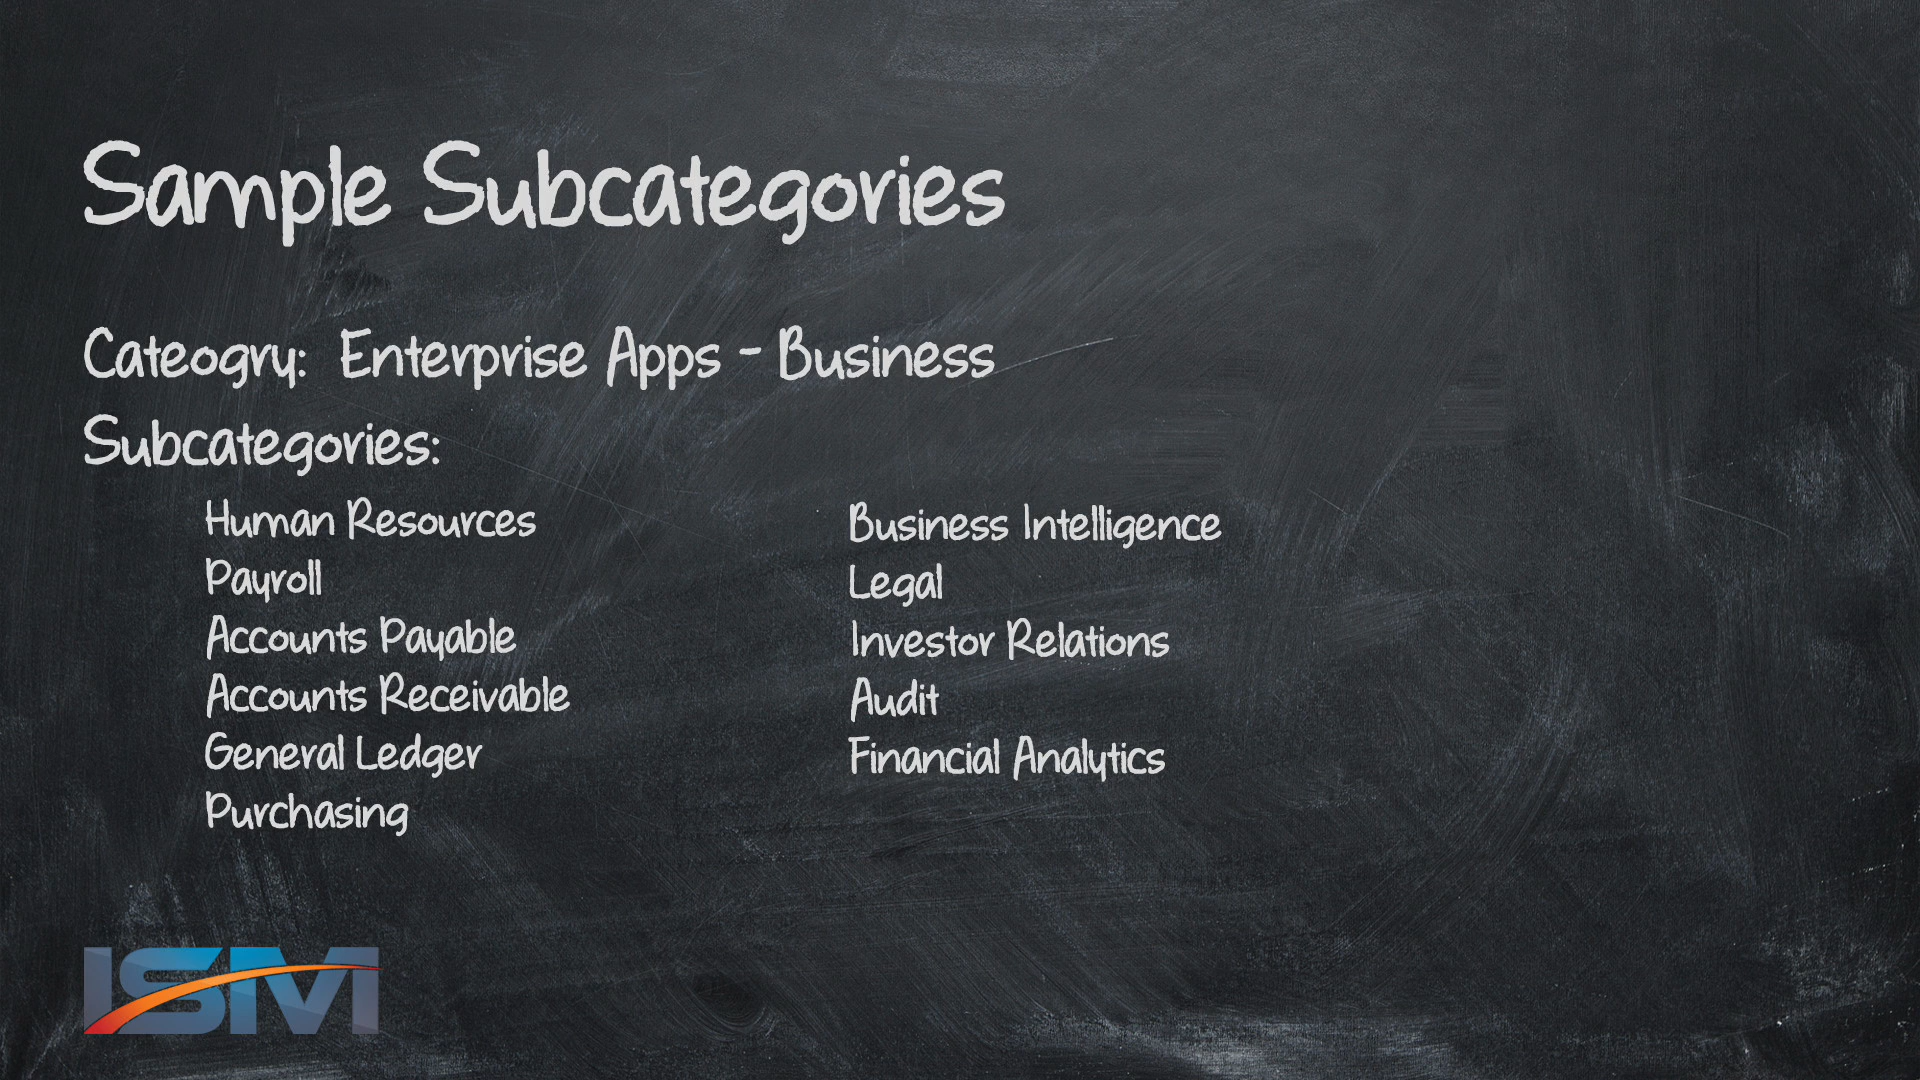 Sample Subcategories
Cateogry: Enterprise Apps - Business
Subcategories:
Human Resources
Payroll
Accounts Payable
Accounts Receivable
General Ledger
Purchasing
Business Intelligence
Legal
Investor Relations
Audit
Financial Analytics
ISM